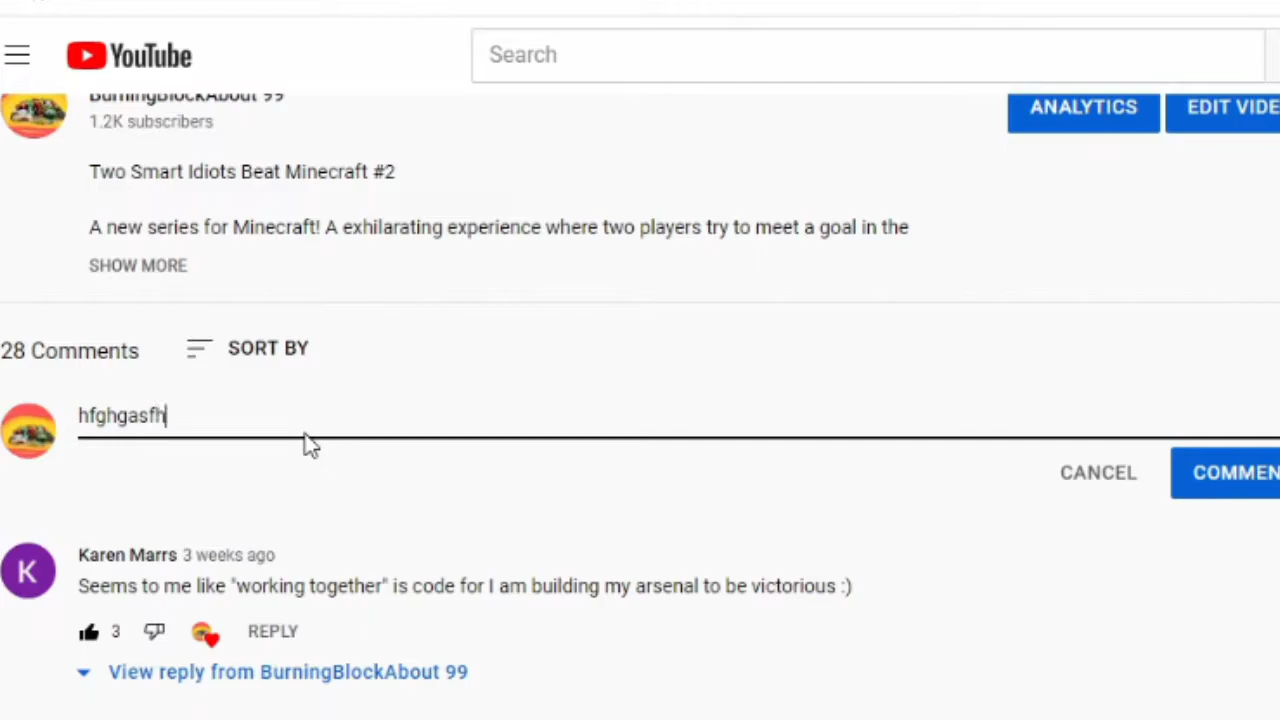 YouTube
Search
BurningBlockAbout 99
1.2K subscribers
ANALYTICS
EDIT VIDE
Two Smart Idiots Beat Minecraft #2
A new series for Minecraft! A exhilarating experience where two players try to meet a goal in the
SHOW MORE
28 Comments
SORT BY
hfghgasfh
CANCEL
COMMEN
K
Karen Marrs 3 weeks ago
Seems to me like "working together" is code for I am building my arsenal to be victorious :)
3
REPLY
View reply from BurningBlockAbout 99